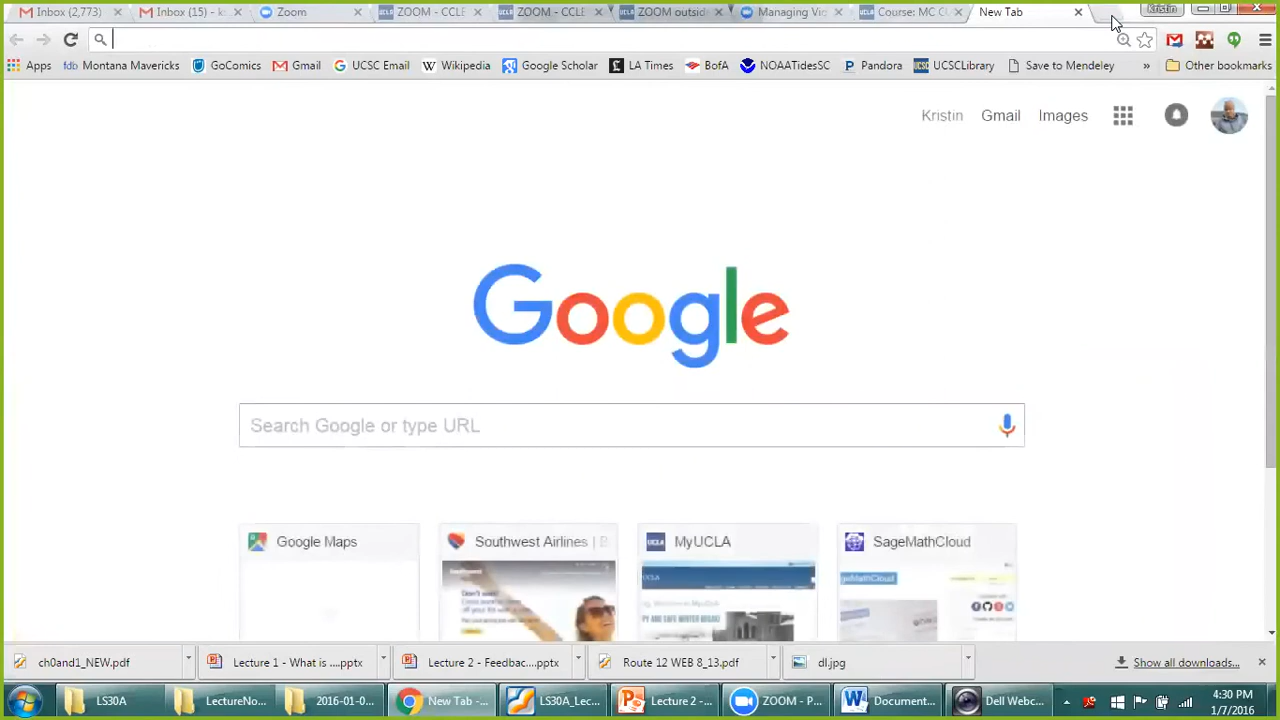 Inbox (2,773) Inbox (15) - k Zoom ZOOM - CCLE ZOOM - CCLE ZOOM outsid Managing Vi Course: MC C New Tab Kristin
Apps fdb Montana Mavericks GoComics Gmail UCSC Email W Wikipedia Google Scholar L LA Times BofA NOAATidesSC P Pandora UCSC UCSCLibrary Save to Mendeley » Other bookmarks
Kristin Gmail Images
Google
Search Google or type URL
Google Maps Southwest Airlines | UCLA MyUCLA SageMathCloud
ch0and1_NEW.pdf Lecture 1 - What is ....pptx Lecture 2 - Feedbac....pptx Route 12 WEB 8_13.pdf dl.jpg Show all downloads...
LS30A LectureNo... 2016-01-0... New Tab -... LS30A_Lec... Lecture 2 -... ZOOM - P... Document... Dell Webc... 4:30 PM
1/7/2016